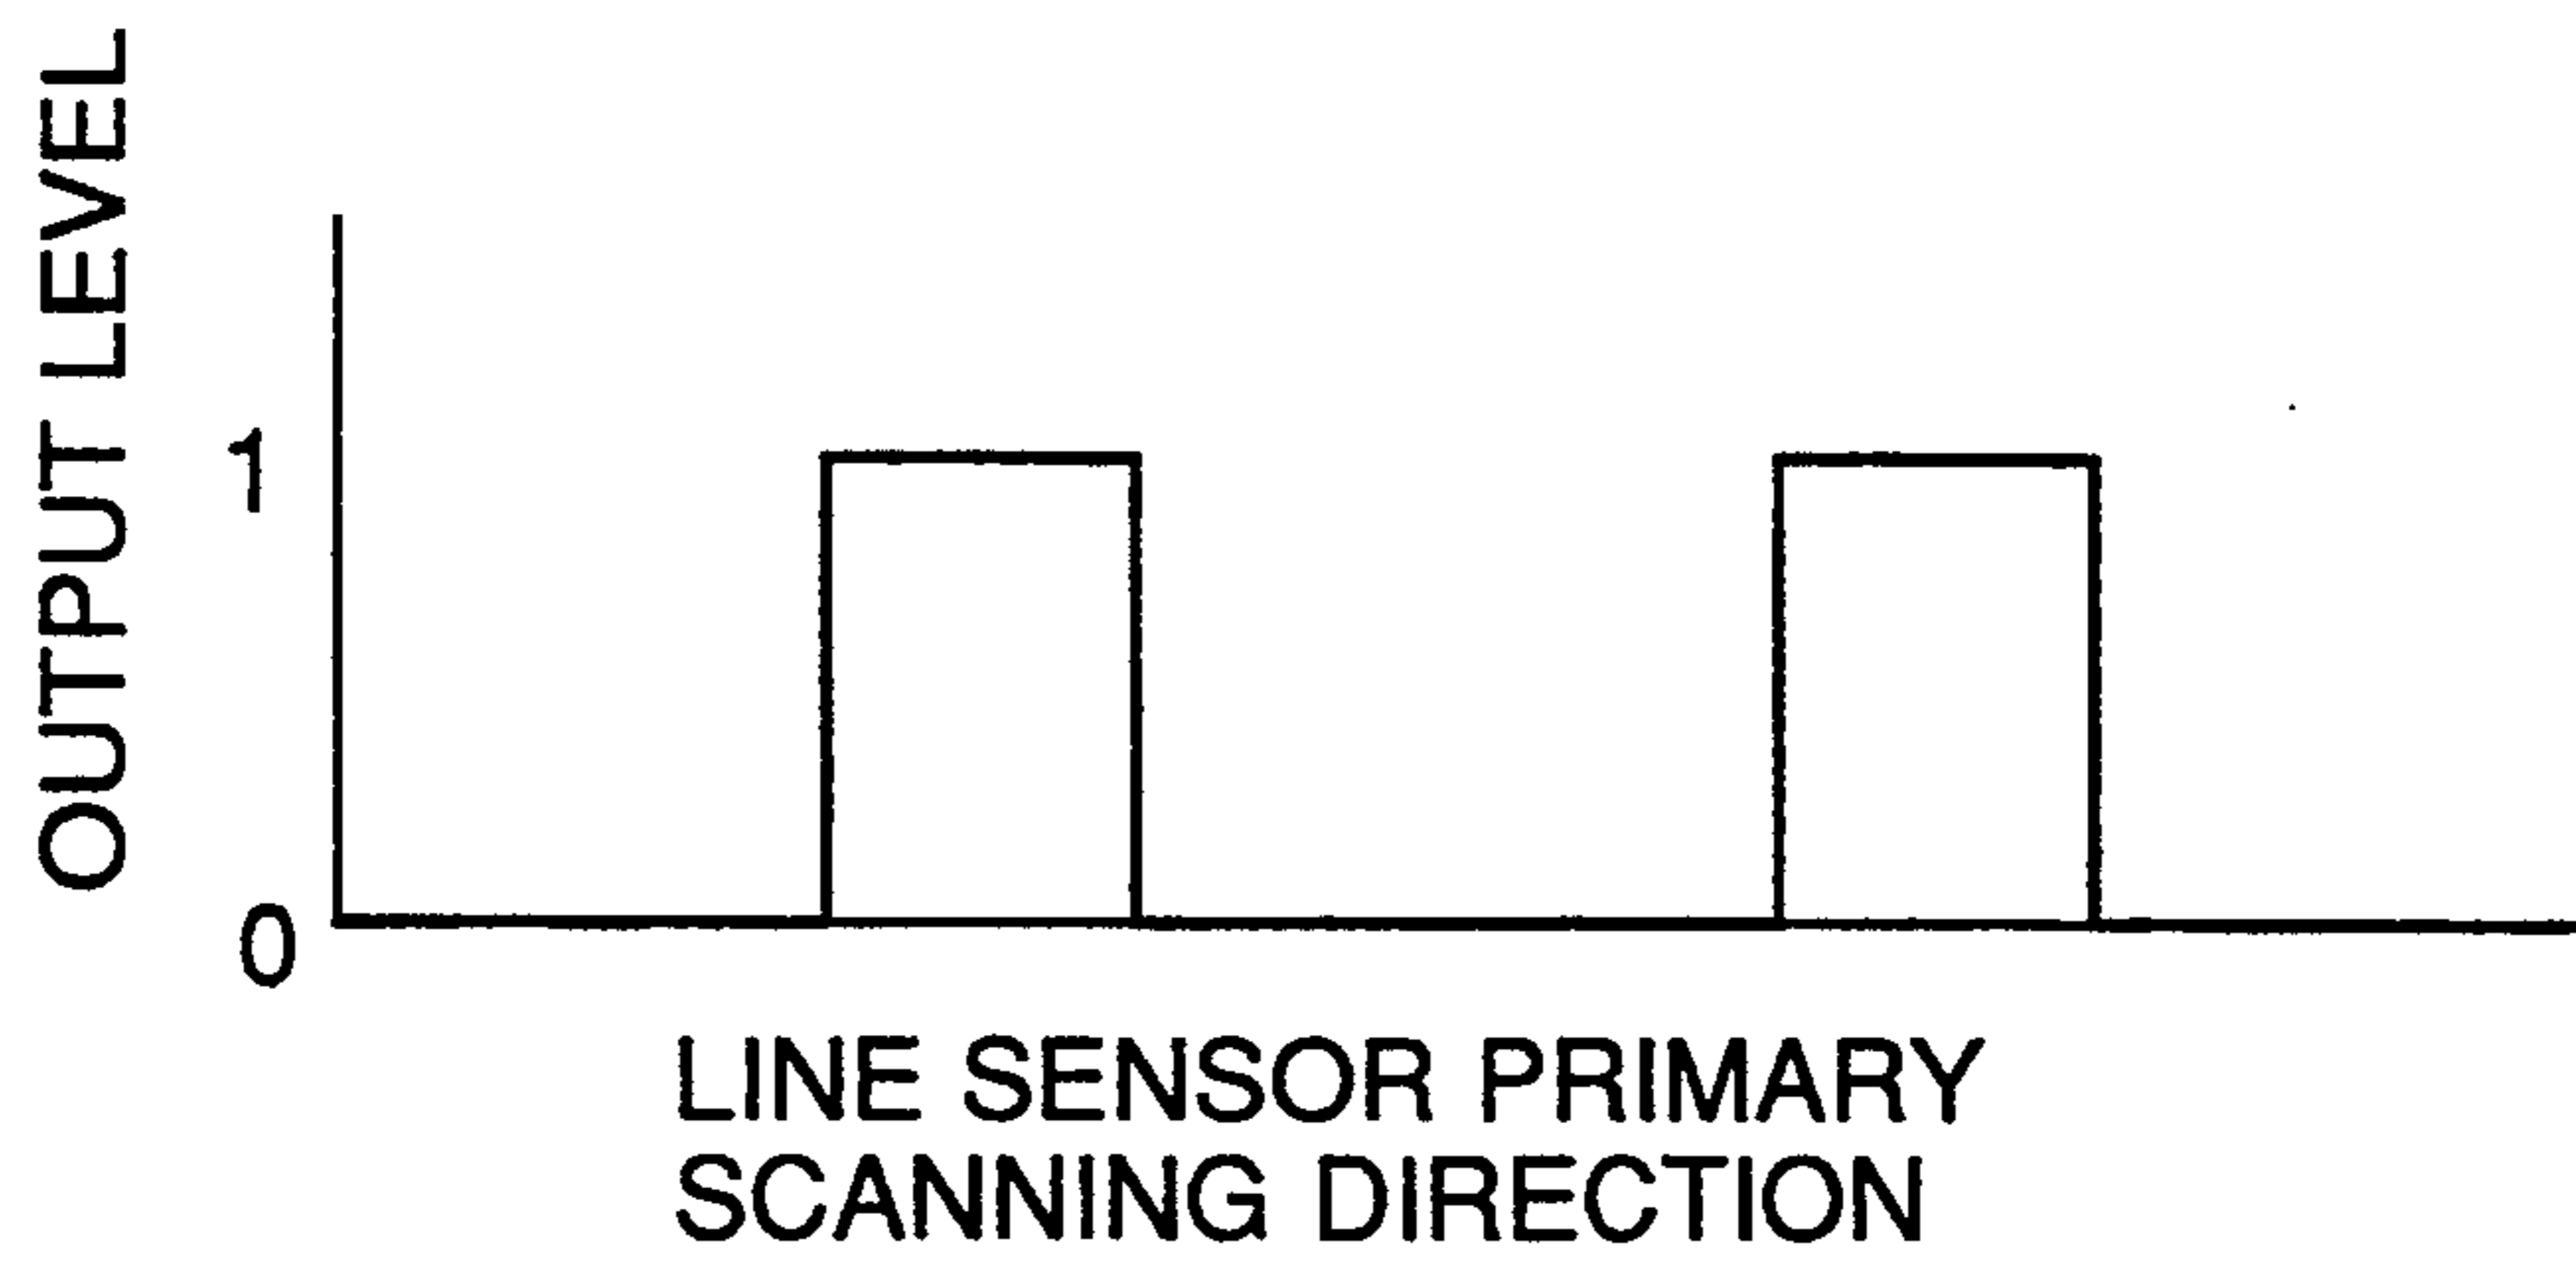 OUTPUT LEVEL
1
0
LINE SENSOR PRIMARY
SCANNING DIRECTION